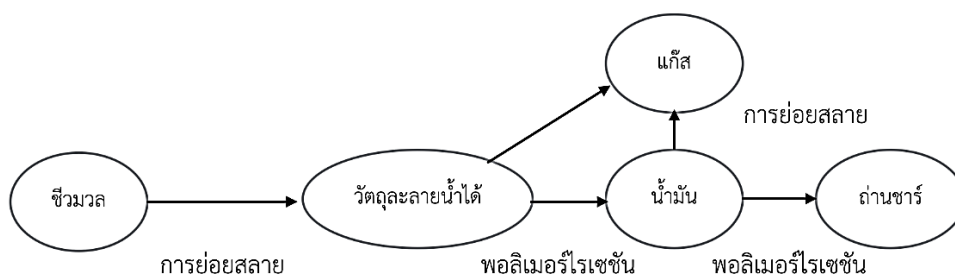 แก๊ส
การย่อยสลาย
ชีวมวล
วัตถุละลายน้ำได้
น้ำมัน
ถ่านชาร์
การย่อยสลาย
พอลิเมอร์ไรเซชัน
พอลิเมอร์ไรเซชัน